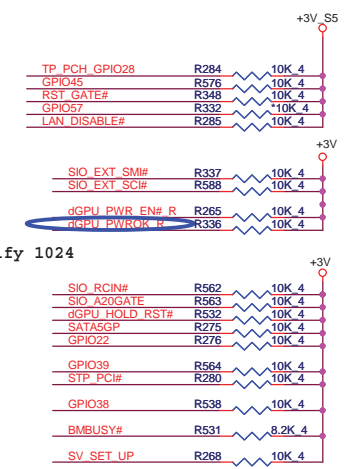 +3V_S5
TP_PCH_GPIO28 R284 10K_4
GPIO45 R576 10K_4
RST_GATE# R348 10K_4
GPIO57 R332 *10K_4
LAN_DISABLE# R285 10K_4
+3V
SIO_EXT_SMI# R337 10K_4
SIO_EXT_SCI# R588 10K_4
dGPU_PWR_EN#_R R265 10K_4
dGPU_PWROK_R R336 10K_4
ify 1024
+3V
SIO_RCIN# R562 10K_4
SIO_A20GATE R563 10K_4
dGPU_HOLD_RST# R532 10K_4
SATA5GP R275 10K_4
GPIO22 R276 10K_4
GPIO39 R564 10K_4
STP_PCI# R280 10K_4
GPIO38 R538 10K_4
BMBUSY# R531 8.2K_4
SV_SET_UP R268 10K_4